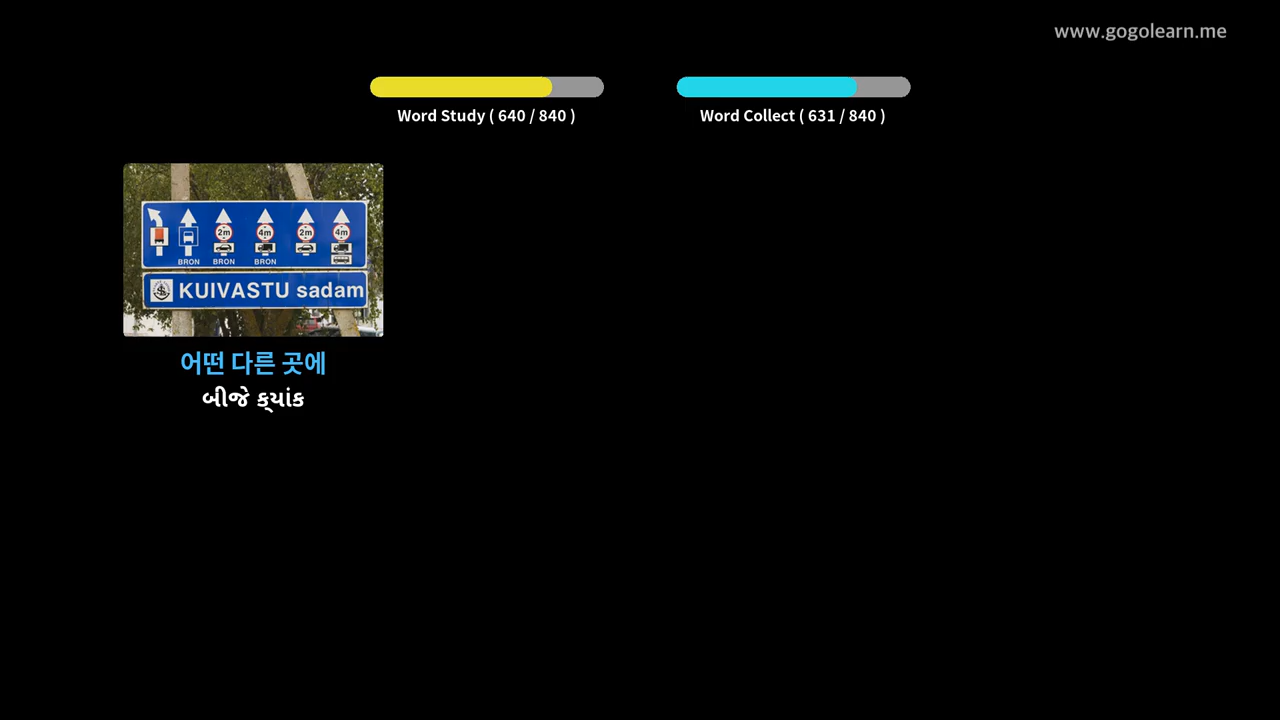 www.gogolearn.me
Word Study ( 640 / 840 )
Word Collect ( 631 / 840 )
2m 4m 2m 4m
BRON BRON BRON
KUIVASTU sadam
어떤 다른 곳에
બીજે ક્યાંક